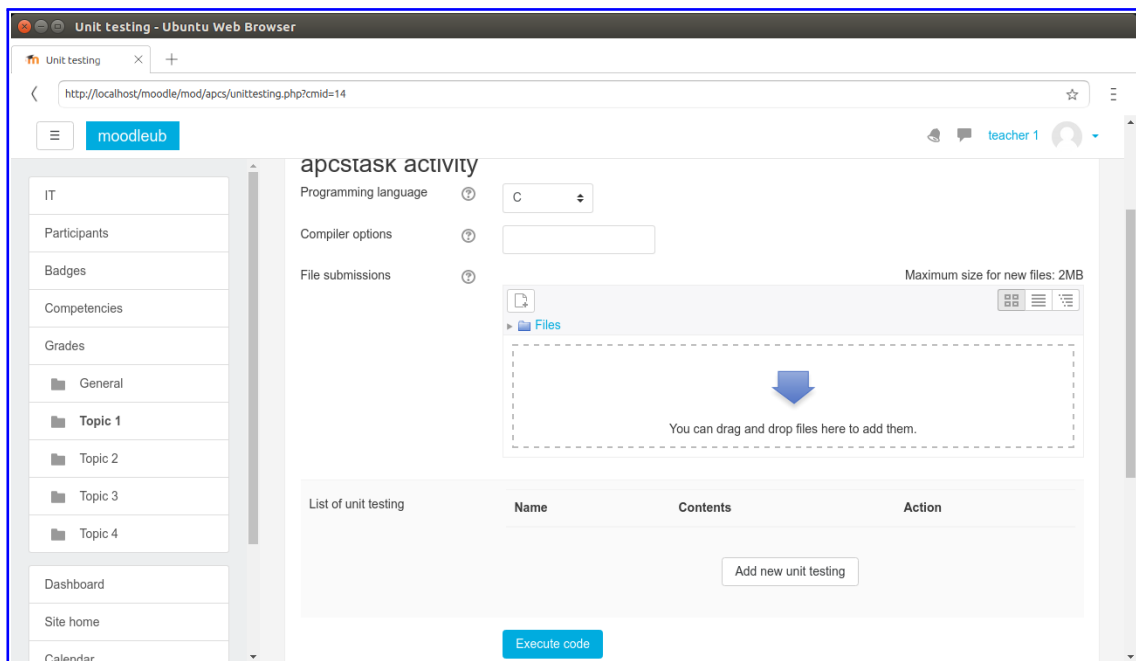 Unit testing - Ubuntu Web Browser
Unit testing
http://localhost/moodle/mod/apcs/unittesting.php?cmid=14
moodleub
teacher 1
IT
Participants
Badges
Competencies
Grades
General
Topic 1
Topic 2
Topic 3
Topic 4
Dashboard
Site home
Calendar
apcstask activity
Programming language
C
Compiler options
File submissions
Maximum size for new files: 2MB
Files
You can drag and drop files here to add them.
List of unit testing
Name Contents Action
Add new unit testing
Execute code